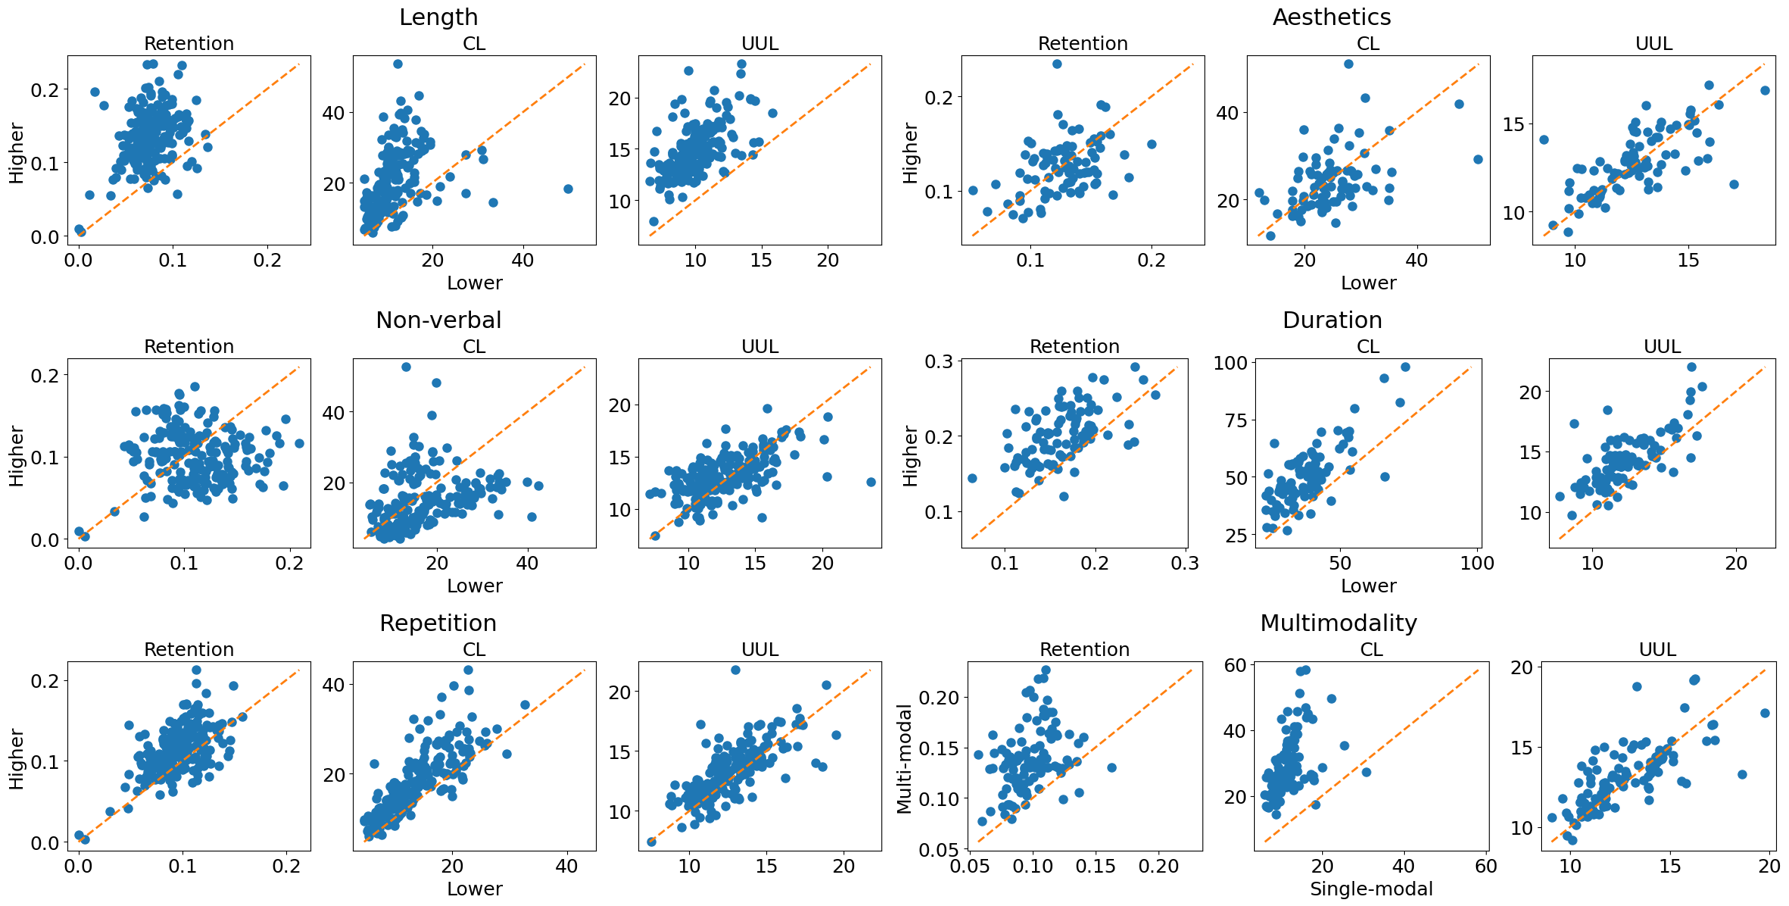 Length
Aesthetics
Retention
CL
UUL
Retention
CL
UUL
Higher
0.2
0.1
0.0
40
20
20
15
10
Higher
0.2
0.1
40
20
15
10
0.0 0.1 0.2
20 40
10 15 20
0.1 0.2
20 40
10 15
Lower
Lower
Non-verbal
Duration
Retention
CL
UUL
Retention
CL
UUL
Higher
0.2
0.1
0.0
40
20
20
15
10
Higher
0.3
0.2
0.1
100
75
50
25
20
15
10
0.0 0.1 0.2
20 40
10 15 20
0.1 0.2 0.3
50 100
10 20
Lower
Lower
Repetition
Multimodality
Retention
CL
UUL
Retention
CL
UUL
Higher
0.2
0.1
0.0
40
20
20
15
10
Multi-modal
0.20
0.15
0.10
0.05
60
40
20
20
15
10
0.0 0.1 0.2
20 40
10 15 20
0.05 0.10 0.15 0.20
20 40 60
10 15 20
Lower
Single-modal